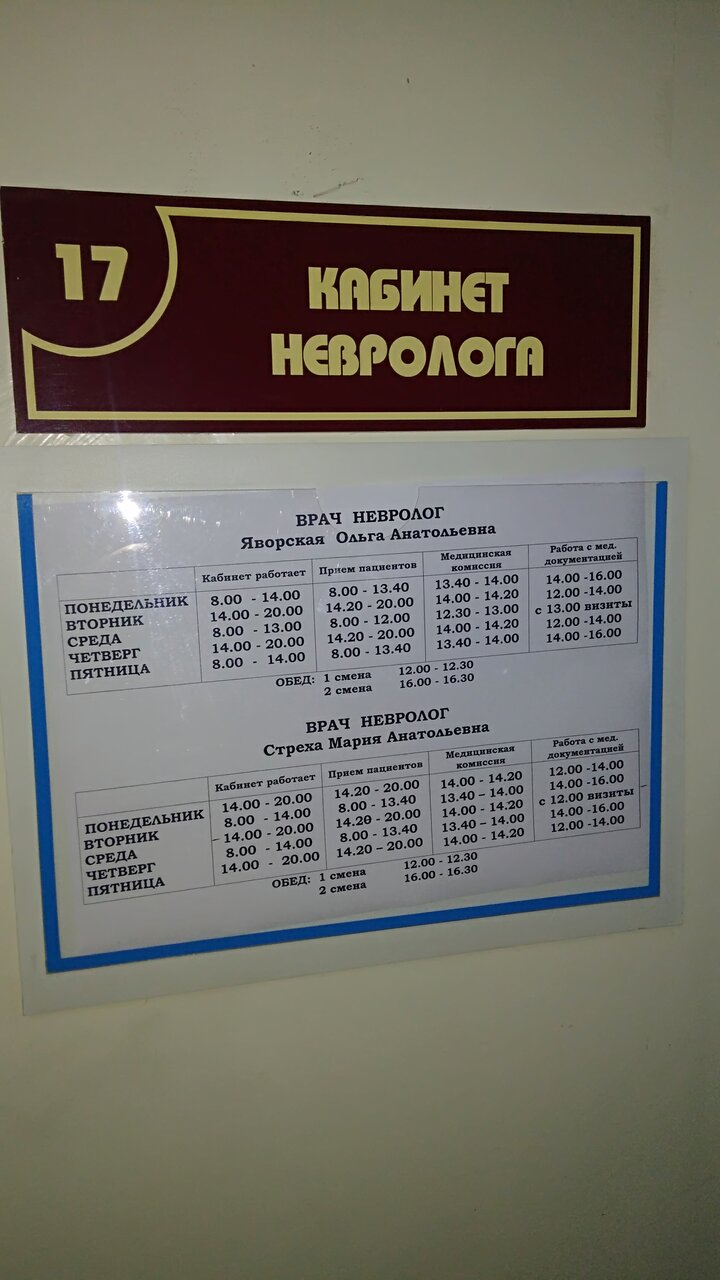 17
КАБИНЕТ
НЕВРОЛОГА
ВРАЧ НЕВРОЛОГ
Яворская Ольга Анатольевна
Кабинет работает Прием пациентов Медицинская комиссия Работа с мед. документацией
ПОНЕДЕЛЬНИК 8.00 - 14.00 8.00 - 13.40 13.40 - 14.00 14.00 -16.00
ВТОРНИК 14.00 - 20.00 14.20 - 20.00 14.00 - 14.20 12.00 -14.00
СРЕДА 8.00 - 13.00 8.00 - 12.00 12.30 - 13.00 с 13.00 визиты
ЧЕТВЕРГ 14.00 - 20.00 14.20 - 20.00 14.00 - 14.20 12.00 -14.00
ПЯТНИЦА 8.00 - 14.00 8.00 - 13.40 13.40 - 14.00 14.00 -16.00
ОБЕД: 1 смена 12.00 - 12.30
2 смена 16.00 - 16.30
ВРАЧ НЕВРОЛОГ
Стреха Мария Анатольевна
Кабинет работает Прием пациентов Медицинская комиссия Работа с мед. документацией
ПОНЕДЕЛЬНИК 14.00 - 20.00 14.20 - 20.00 14.00 - 14.20 12.00 -14.00
ВТОРНИК 8.00 - 14.00 8.00 - 13.40 13.40 – 14.00 14.00 -16.00
СРЕДА 14.00 - 20.00 14.20 - 20.00 14.00 - 14.20 с 12.00 визиты
ЧЕТВЕРГ 8.00 - 14.00 8.00 - 13.40 13.40 – 14.00 14.00 -16.00
ПЯТНИЦА 14.00 - 20.00 14.20 – 20.00 14.00 - 14.20 12.00 -14.00
ОБЕД: 1 смена 12.00 - 12.30
2 смена 16.00 - 16.30